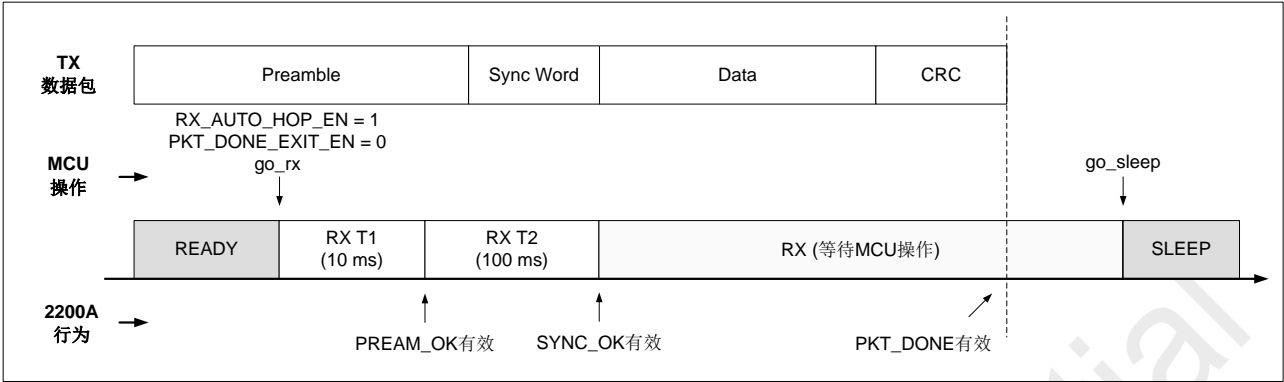 TX
数据包
Preamble
Sync Word
Data
CRC
RX_AUTO_HOP_EN = 1
PKT_DONE_EXIT_EN = 0
go_rx
MCU
操作
go_sleep
READY
RX T1
(10 ms)
RX T2
(100 ms)
RX (等待MCU操作)
SLEEP
2200A
行为
PREAM_OK有效
SYNC_OK有效
PKT_DONE有效